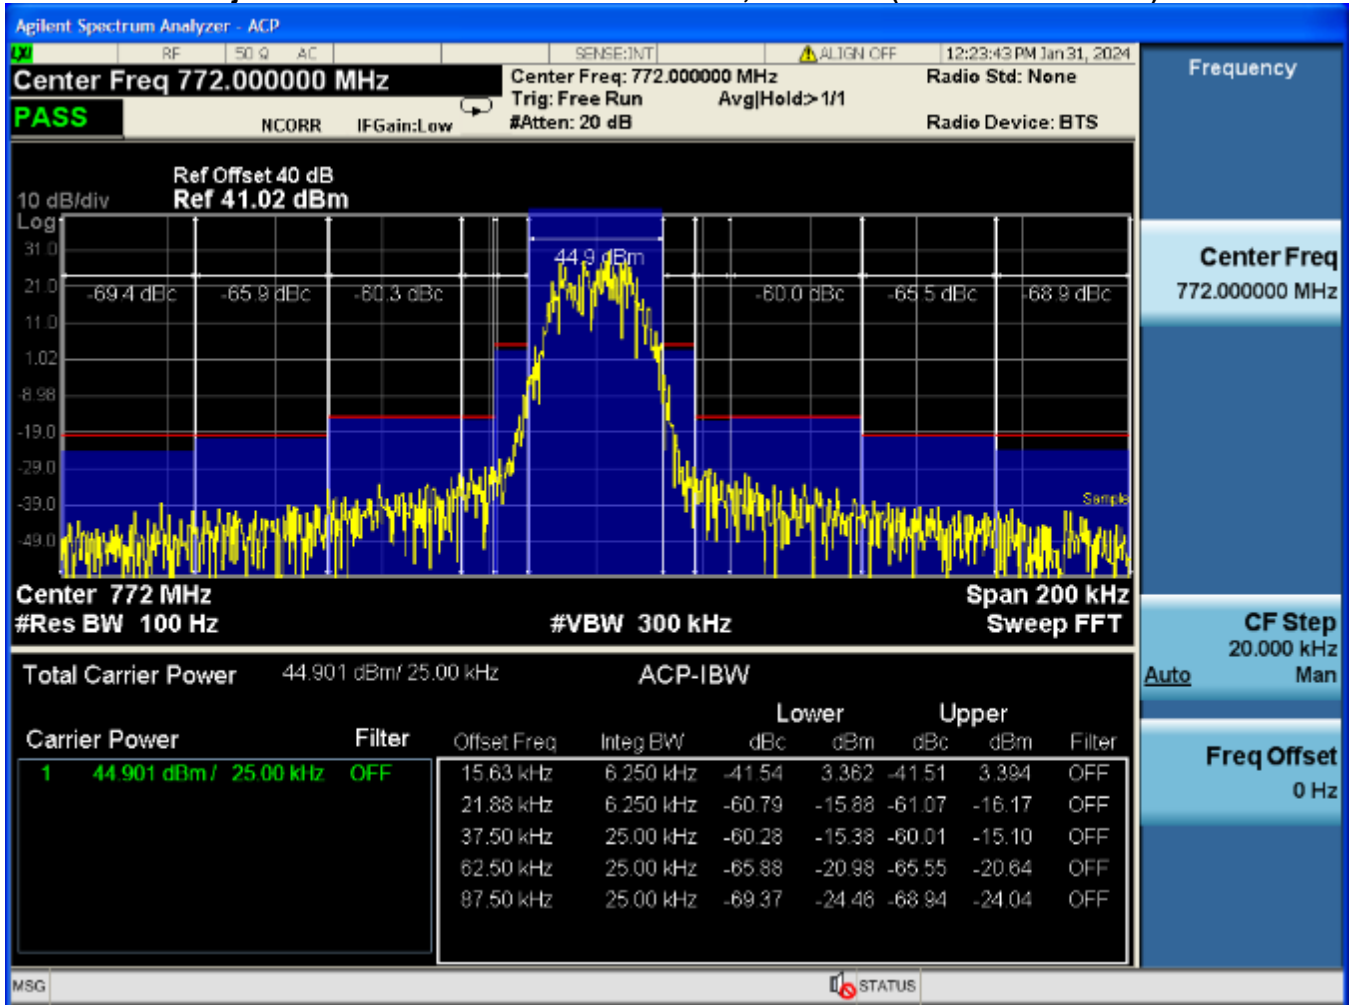 Agilent Spectrum Analyzer - ACP
LXI RF 50 Ω AC SENSE:INT ALIGN OFF 12:23:43 PM Jan 31, 2024
Center Freq 772.000000 MHz
Center Freq: 772.000000 MHz Radio Std: None
Trig: Free Run Avg|Hold:> 1/1
PASS NCORR IFGain:Low #Atten: 20 dB Radio Device: BTS
Frequency
Ref Offset 40 dB
10 dB/div Ref 41.02 dBm
Log
31.0
44.9 dBm
21.0
-69.4 dBc -65.9 dBc -60.3 dBc -60.0 dBc -65.5 dBc -68.9 dBc
11.0
1.02
-8.98
-19.0
-29.0
-39.0
Sample
-49.0
Center 772 MHz Span 200 kHz
#Res BW 100 Hz #VBW 300 kHz Sweep FFT
Center Freq
772.000000 MHz
CF Step
20.000 kHz
Auto Man
Freq Offset
0 Hz
Total Carrier Power 44.901 dBm/ 25.00 kHz ACP-IBW
Lower Upper
Carrier Power Filter Offset Freq Integ BW dBc dBm dBc dBm Filter
1 44.901 dBm / 25.00 kHz OFF 15.63 kHz 6.250 kHz -41.54 3.362 -41.51 3.394 OFF
21.88 kHz 6.250 kHz -60.79 -15.88 -61.07 -16.17 OFF
37.50 kHz 25.00 kHz -60.28 -15.38 -60.01 -15.10 OFF
62.50 kHz 25.00 kHz -65.88 -20.98 -65.55 -20.64 OFF
87.50 kHz 25.00 kHz -69.37 -24.46 -68.94 -24.04 OFF
MSG STATUS